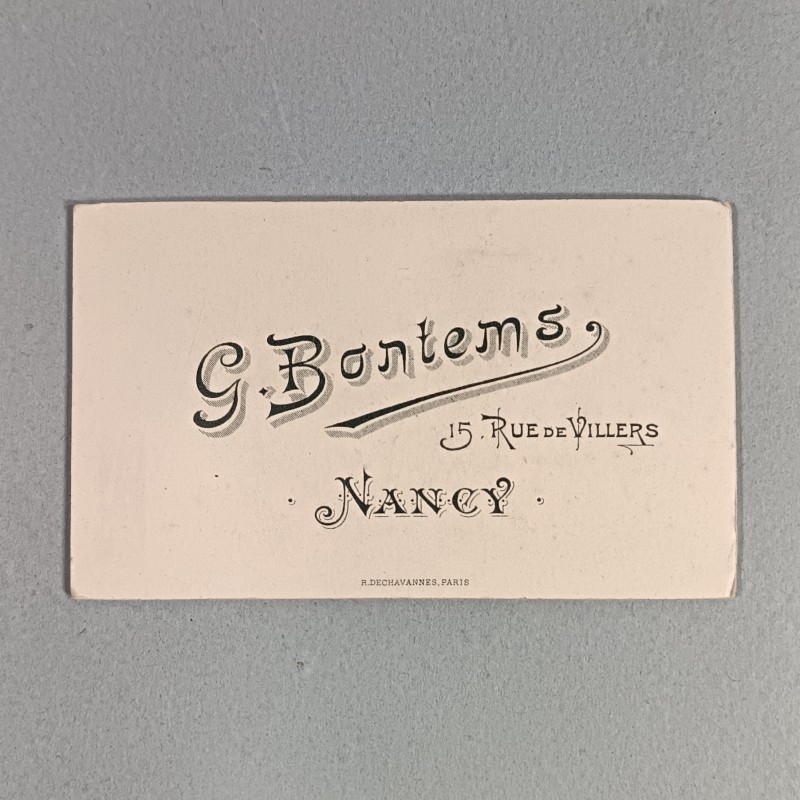 G. Bontems
15. Rue de Villers
Nancy
R. DECHAVANNES, PARIS